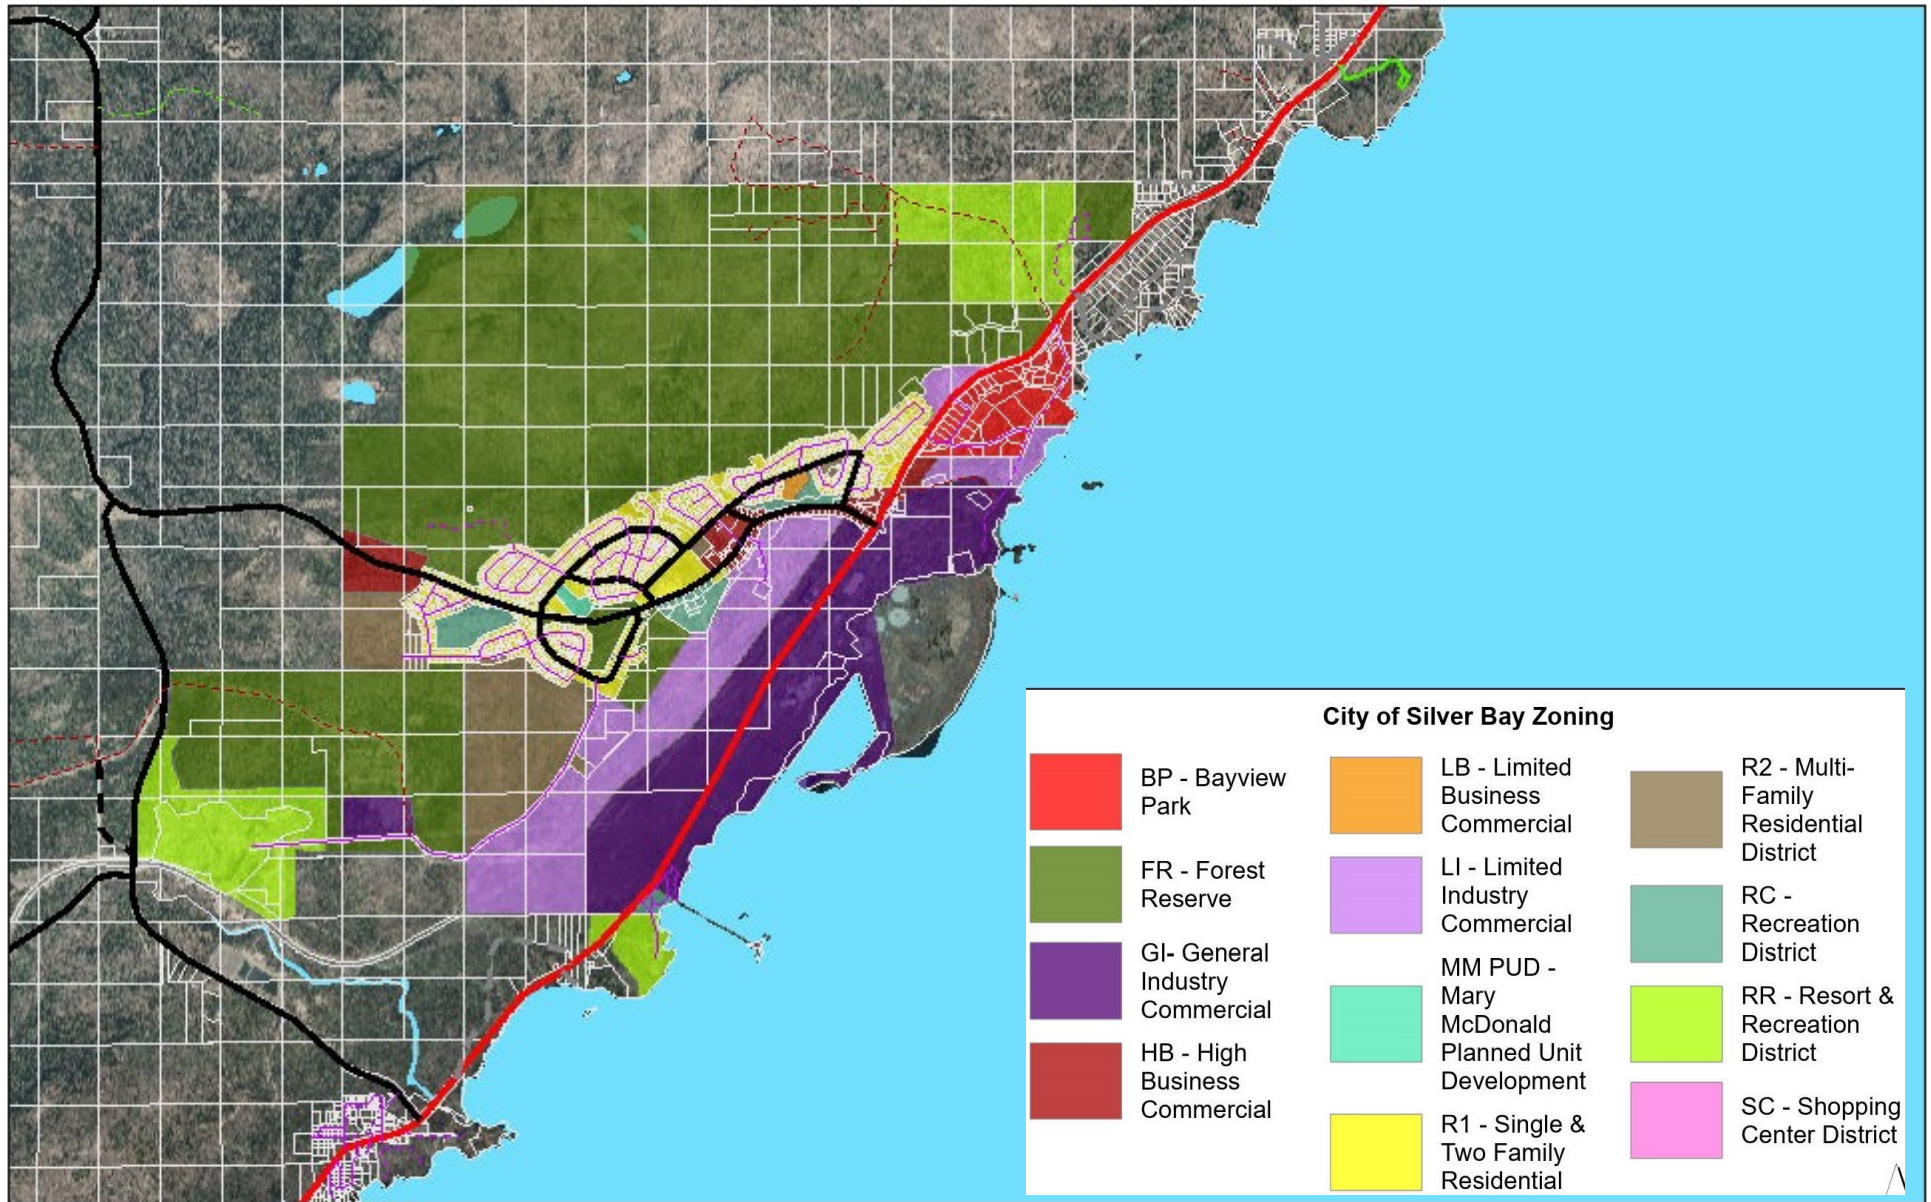 City of Silver Bay Zoning
BP - Bayview
Park
FR - Forest
Reserve
GI- General
Industry
Commercial
HB - High
Business
Commercial
LB - Limited
Business
Commercial
LI - Limited
Industry
Commercial
MM PUD -
Mary
McDonald
Planned Unit
Development
R1 - Single &
Two Family
Residential
R2 - Multi-
Family
Residential
District
RC -
Recreation
District
RR - Resort &
Recreation
District
SC - Shopping
Center District